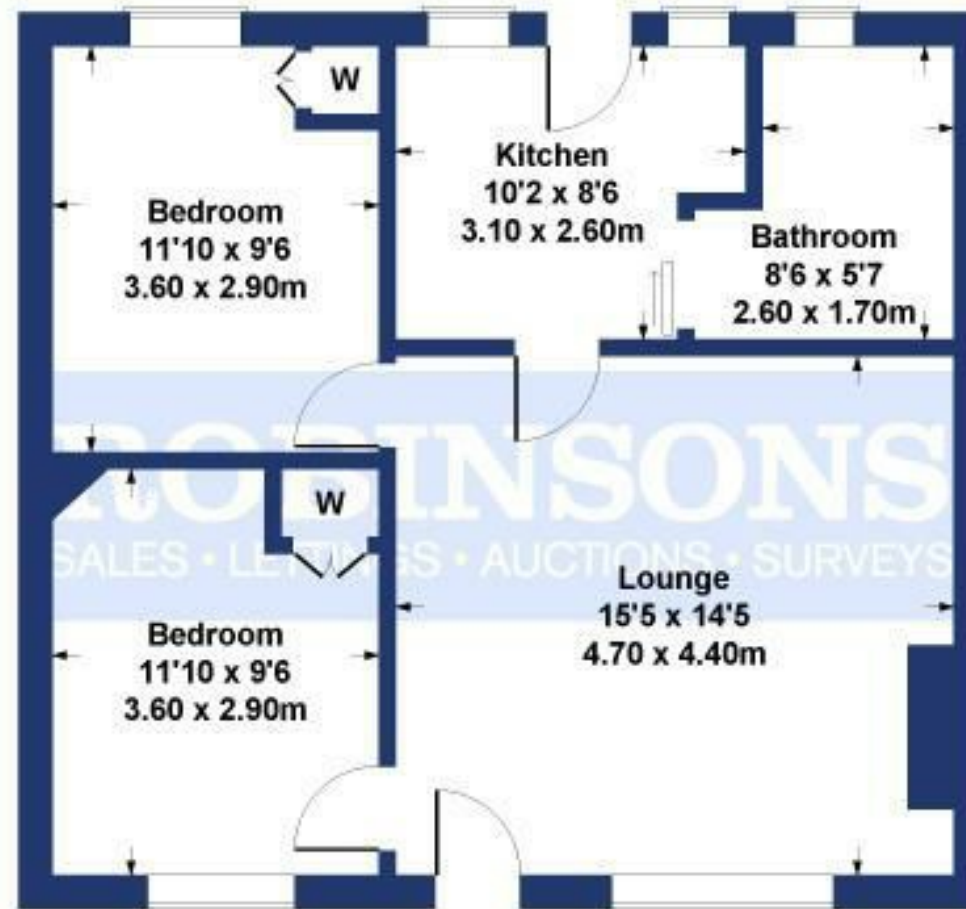 W
Kitchen
10'2 x 8'6
3.10 x 2.60m
Bedroom
11'10 x 9'6
3.60 x 2.90m
Bathroom
8'6 x 5'7
2.60 x 1.70m
ROBINSONS
SALES • LETTINGS • AUCTIONS • SURVEYS
W
Lounge
15'5 x 14'5
4.70 x 4.40m
Bedroom
11'10 x 9'6
3.60 x 2.90m